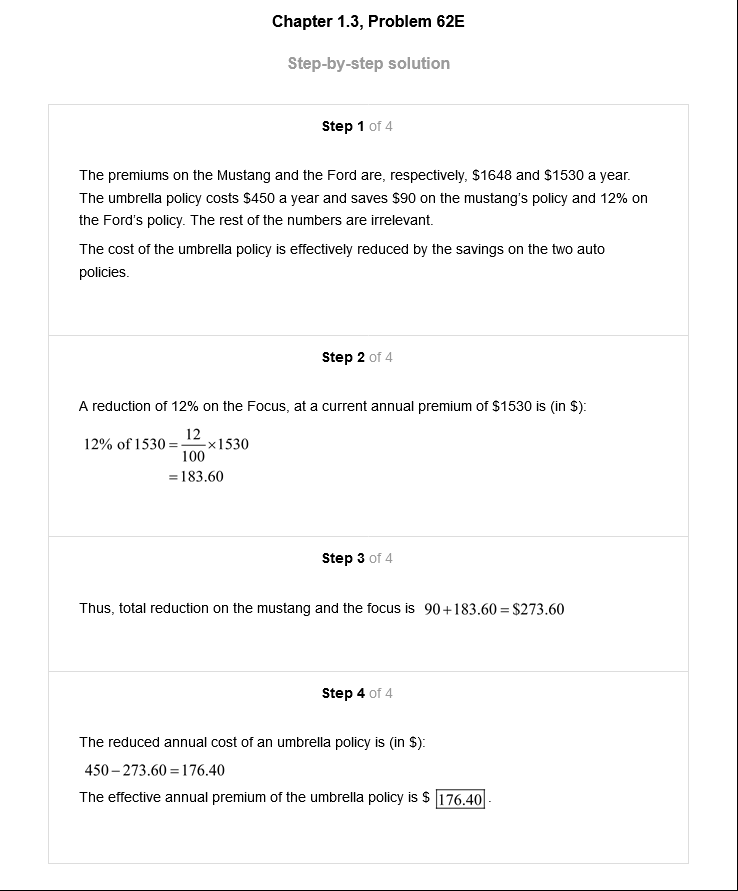 Chapter 1.3, Problem 62E
Step-by-step solution
Step 1 of 4
The premiums on the Mustang and the Ford are, respectively, $1648 and $1530 a year.
The umbrella policy costs $450 a year and saves $90 on the mustang's policy and 12% on
the Ford's policy. The rest of the numbers are irrelevant.
The cost of the umbrella policy is effectively reduced by the savings on the two auto
policies.
Step 2 of 4
A reduction of 12% on the Focus, at a current annual premium of $1530 is (in $):
12% of 1530 = 12/100 × 1530
= 183.60
Step 3 of 4
Thus, total reduction on the mustang and the focus is 90 + 183.60 = $273.60
Step 4 of 4
The reduced annual cost of an umbrella policy is (in $):
450 – 273.60 = 176.40
The effective annual premium of the umbrella policy is $ 176.40 .